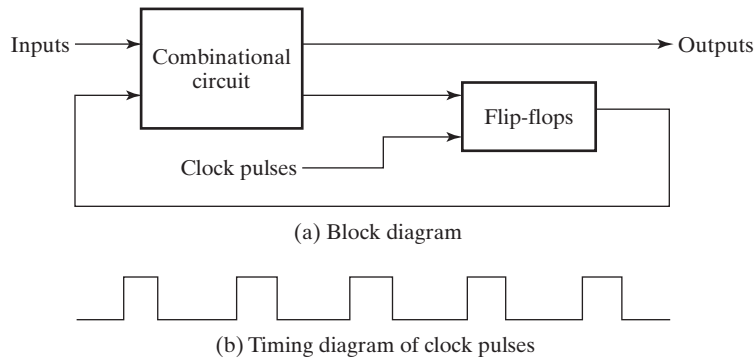 Inputs
Combinational
circuit
Outputs
Flip-flops
Clock pulses
(a) Block diagram
(b) Timing diagram of clock pulses